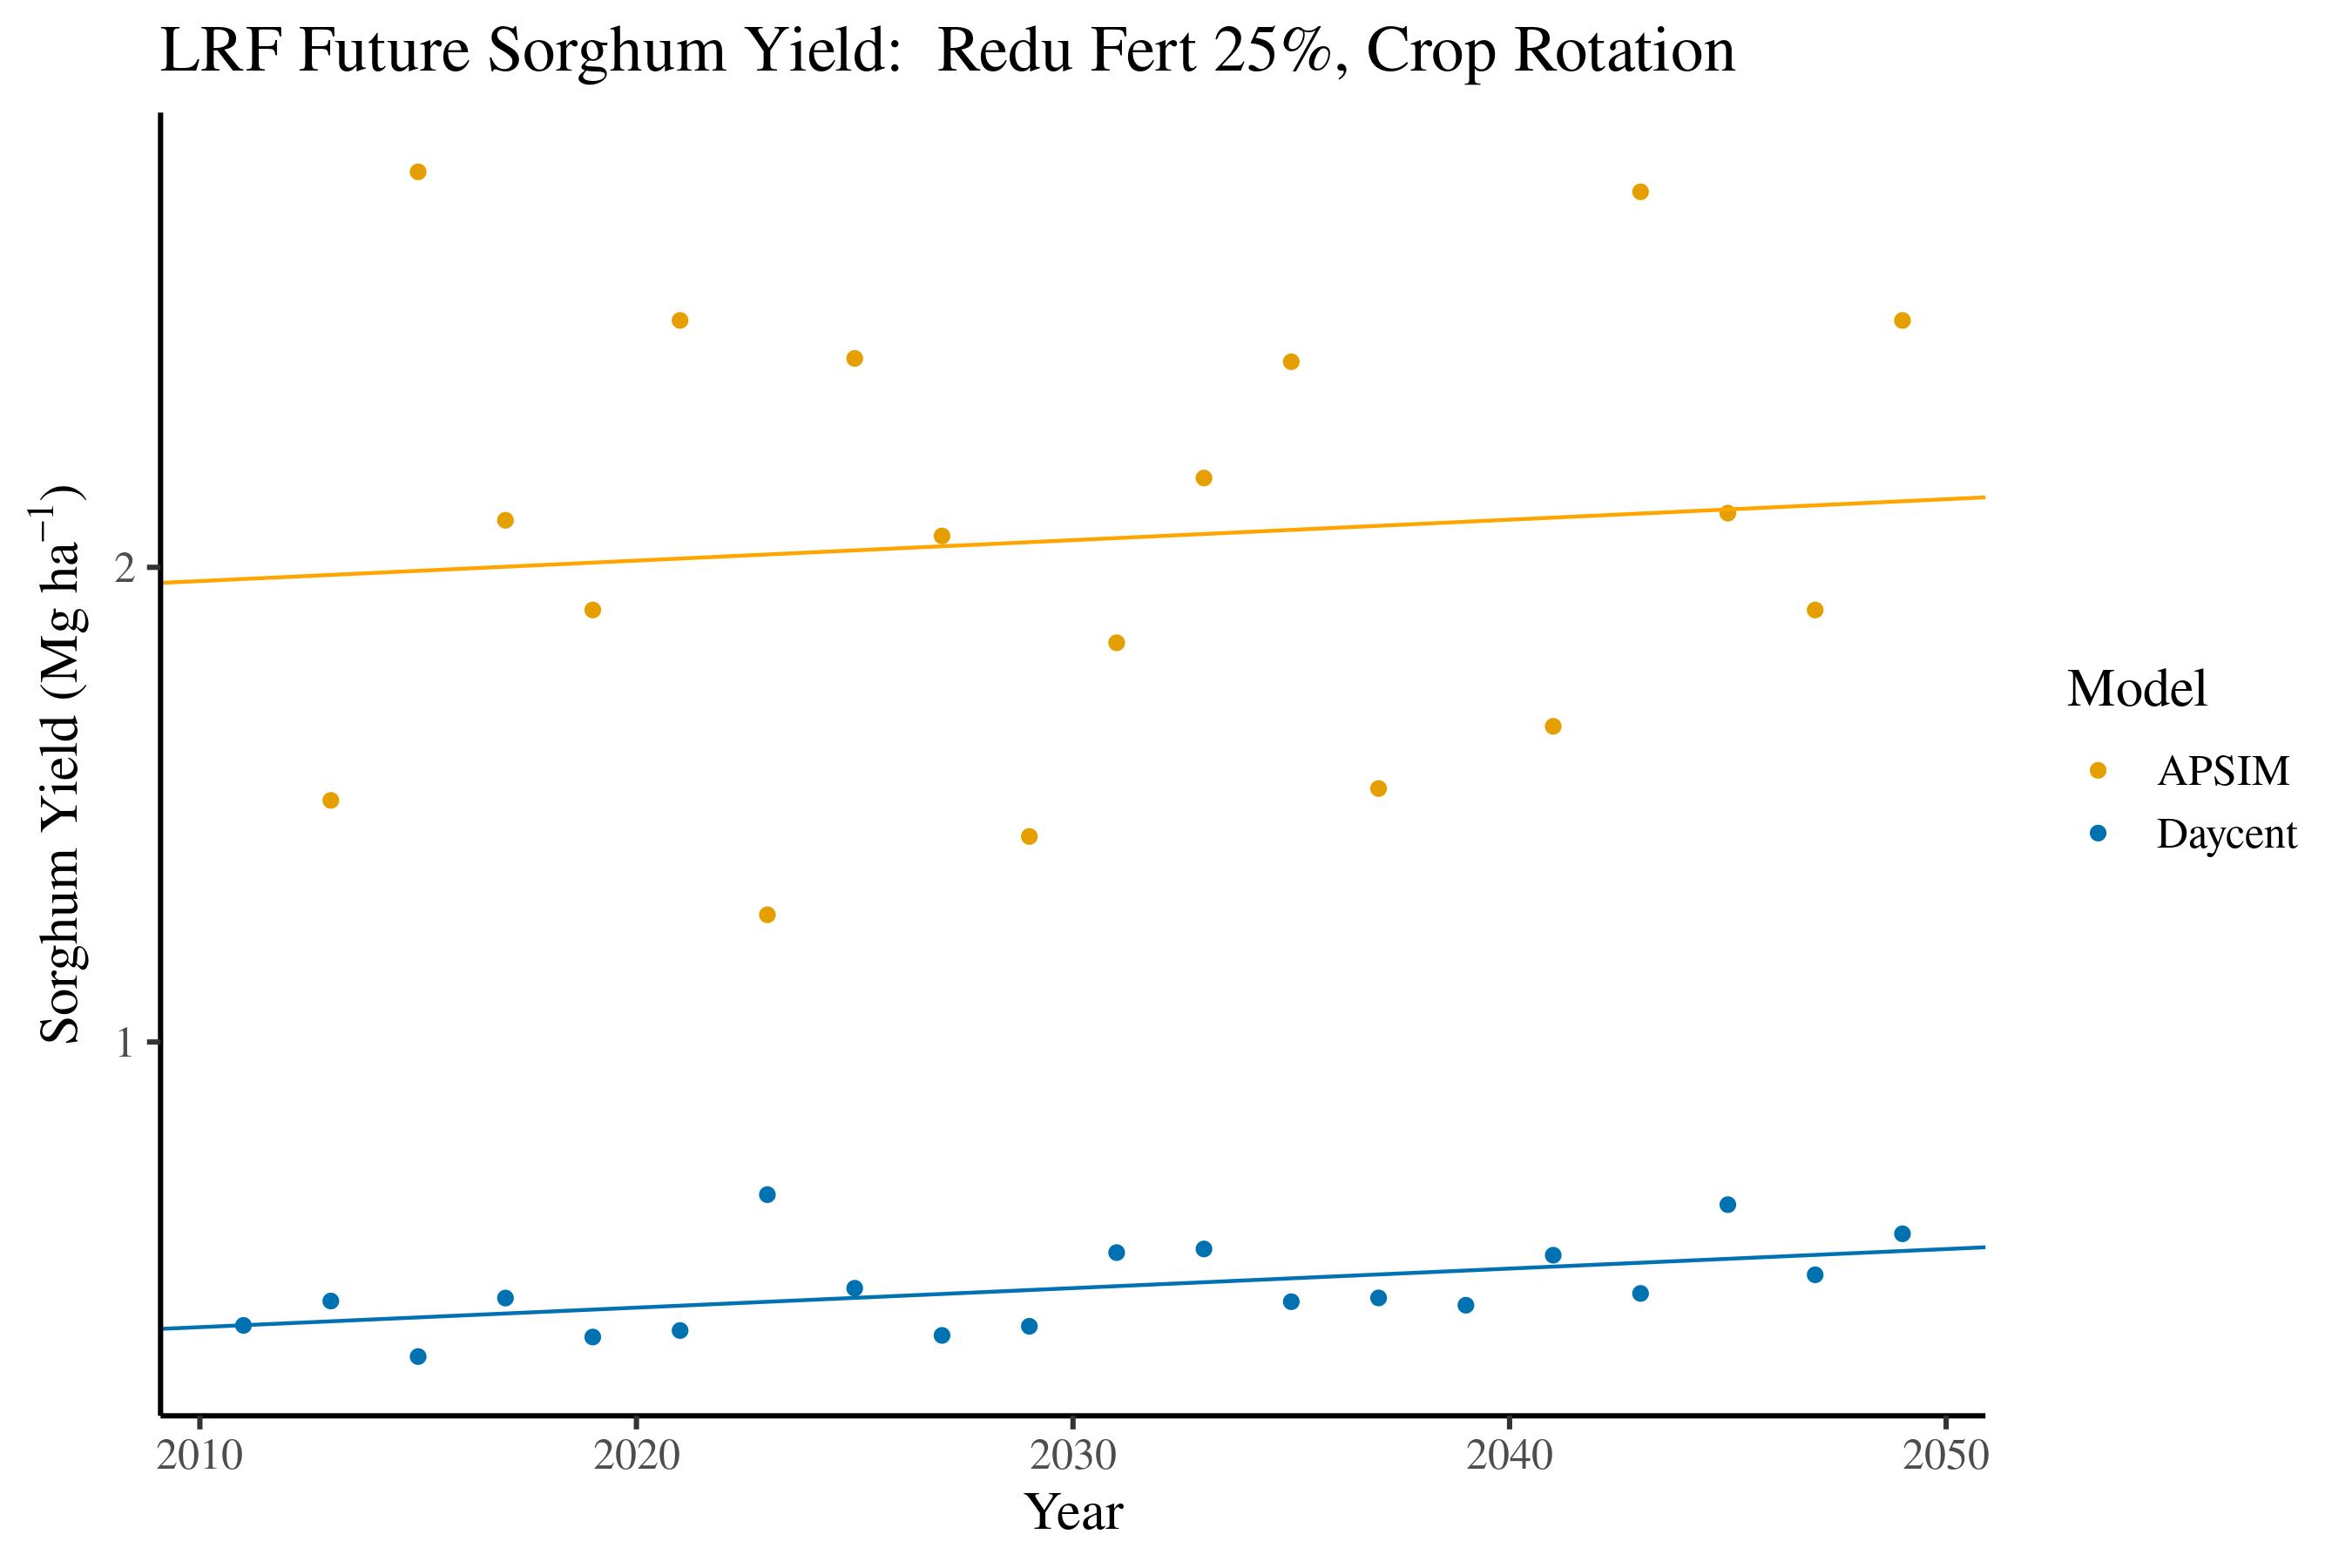 LRF Future Sorghum Yield:  Redu Fert 25%, Crop Rotation
Sorghum Yield (Mg ha⁻¹)
2
1
2010 2020 2030 2040 2050
Year
Model
APSIM
Daycent